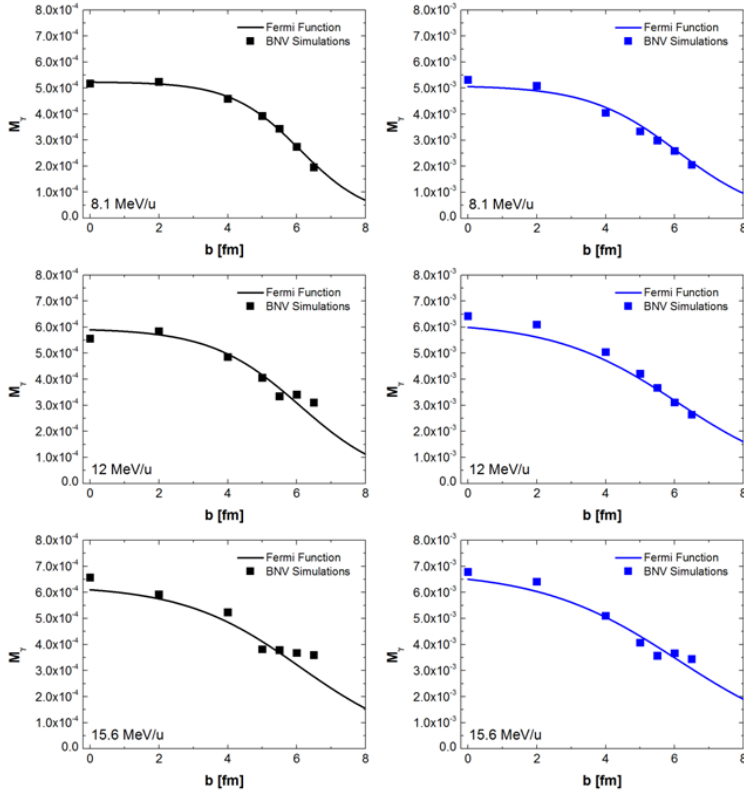 8.0x10⁻⁴
7.0x10⁻⁴
6.0x10⁻⁴
5.0x10⁻⁴
4.0x10⁻⁴
3.0x10⁻⁴
2.0x10⁻⁴
1.0x10⁻⁴
0.0
Mᵧ
Fermi Function
BNV Simulations
8.1 MeV/u
0 2 4 6 8
b [fm]
8.0x10⁻³
7.0x10⁻³
6.0x10⁻³
5.0x10⁻³
4.0x10⁻³
3.0x10⁻³
2.0x10⁻³
1.0x10⁻³
0.0
Mᵧ
Fermi Function
BNV Simulations
8.1 MeV/u
0 2 4 6 8
b [fm]
8.0x10⁻⁴
7.0x10⁻⁴
6.0x10⁻⁴
5.0x10⁻⁴
4.0x10⁻⁴
3.0x10⁻⁴
2.0x10⁻⁴
1.0x10⁻⁴
0.0
Mᵧ
Fermi Function
BNV Simulations
12 MeV/u
0 2 4 6 8
b [fm]
8.0x10⁻³
7.0x10⁻³
6.0x10⁻³
5.0x10⁻³
4.0x10⁻³
3.0x10⁻³
2.0x10⁻³
1.0x10⁻³
0.0
Mᵧ
Fermi Function
BNV Simulations
12 MeV/u
0 2 4 6 8
b [fm]
8.0x10⁻⁴
7.0x10⁻⁴
6.0x10⁻⁴
5.0x10⁻⁴
4.0x10⁻⁴
3.0x10⁻⁴
2.0x10⁻⁴
1.0x10⁻⁴
0.0
Mᵧ
Fermi Function
BNV Simulations
15.6 MeV/u
0 2 4 6 8
b [fm]
8.0x10⁻³
7.0x10⁻³
6.0x10⁻³
5.0x10⁻³
4.0x10⁻³
3.0x10⁻³
2.0x10⁻³
1.0x10⁻³
0.0
Mᵧ
Fermi Function
BNV Simulations
15.6 MeV/u
0 2 4 6 8
b [fm]